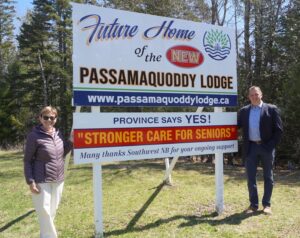 Future Home
of the NEW
PASSAMAQUODDY LODGE
www.passamaquoddylodge.ca
PROVINCE SAYS YES!
"STRONGER CARE FOR SENIORS"
Many thanks Southwest NB for your ongoing support